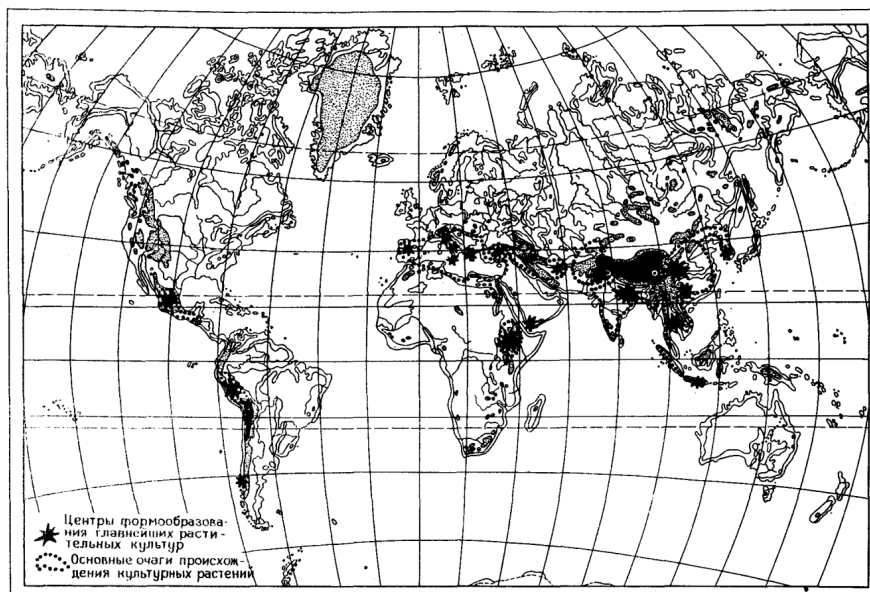 Центры формообразова-
ния главнейших расти-
тельных культур
Основные очаги происхож-
дения культурных растений